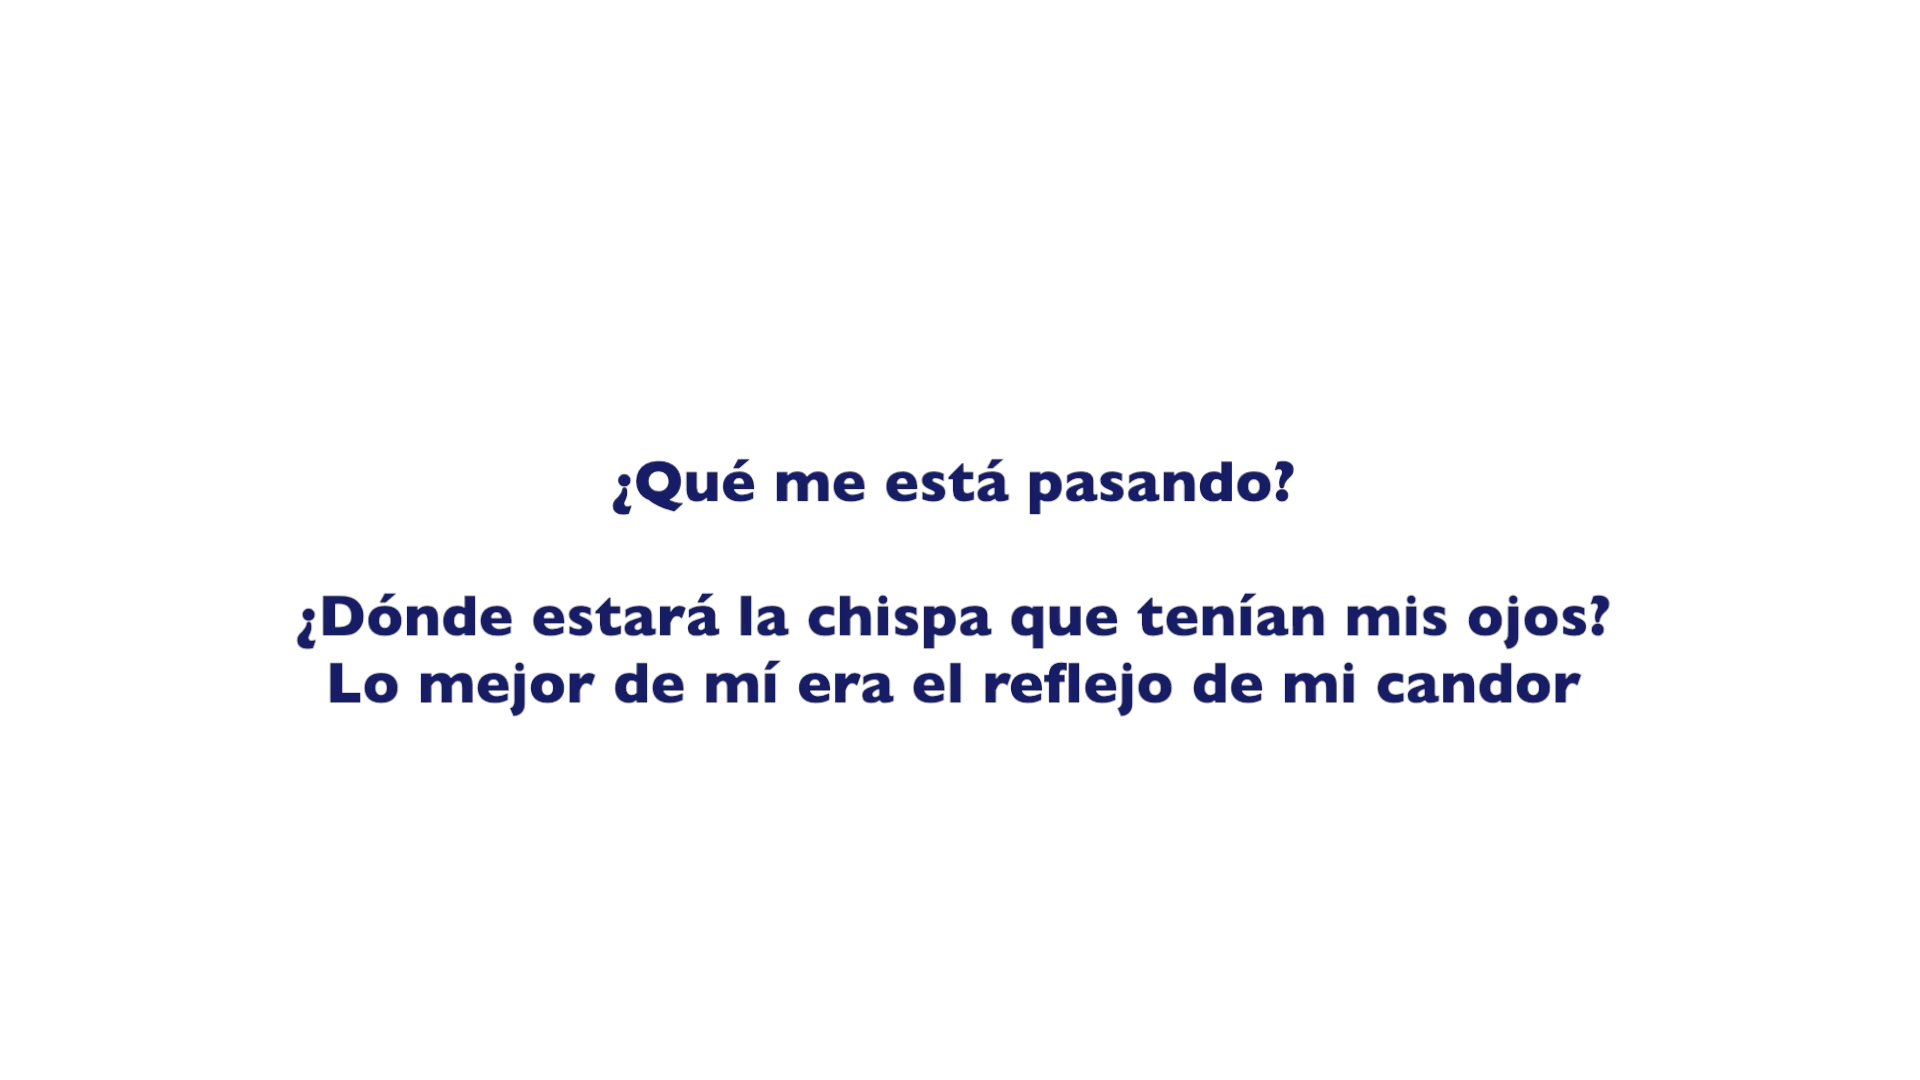 ¿Qué me está pasando?
¿Dónde estará la chispa que tenían mis ojos?
Lo mejor de mí era el reflejo de mi candor